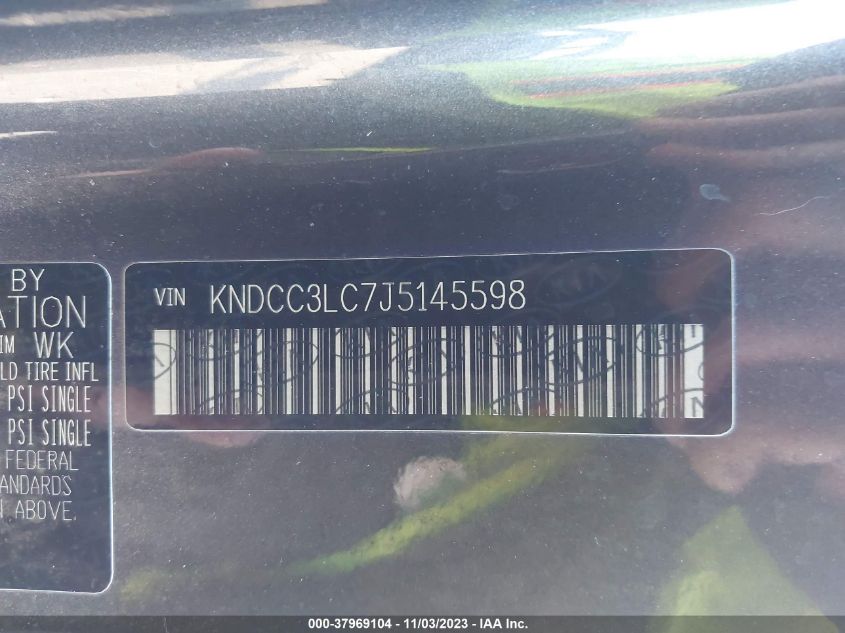 BY
ATION
IM WK
LD TIRE INFL
PSI SINGLE
PSI SINGLE
FEDERAL
ANDARDS
ABOVE.
VIN KNDCC3LC7J5145598
000-37969104 - 11/03/2023 - IAA Inc.